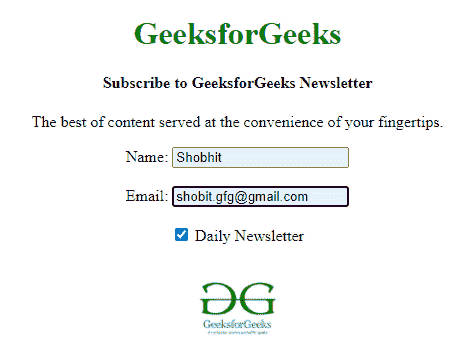 GeeksforGeeks
Subscribe to GeeksforGeeks Newsletter
The best of content served at the convenience of your fingertips.
Name: Shobhit
Email: shobit.gfg@gmail.com
Daily Newsletter
GeeksforGeeks